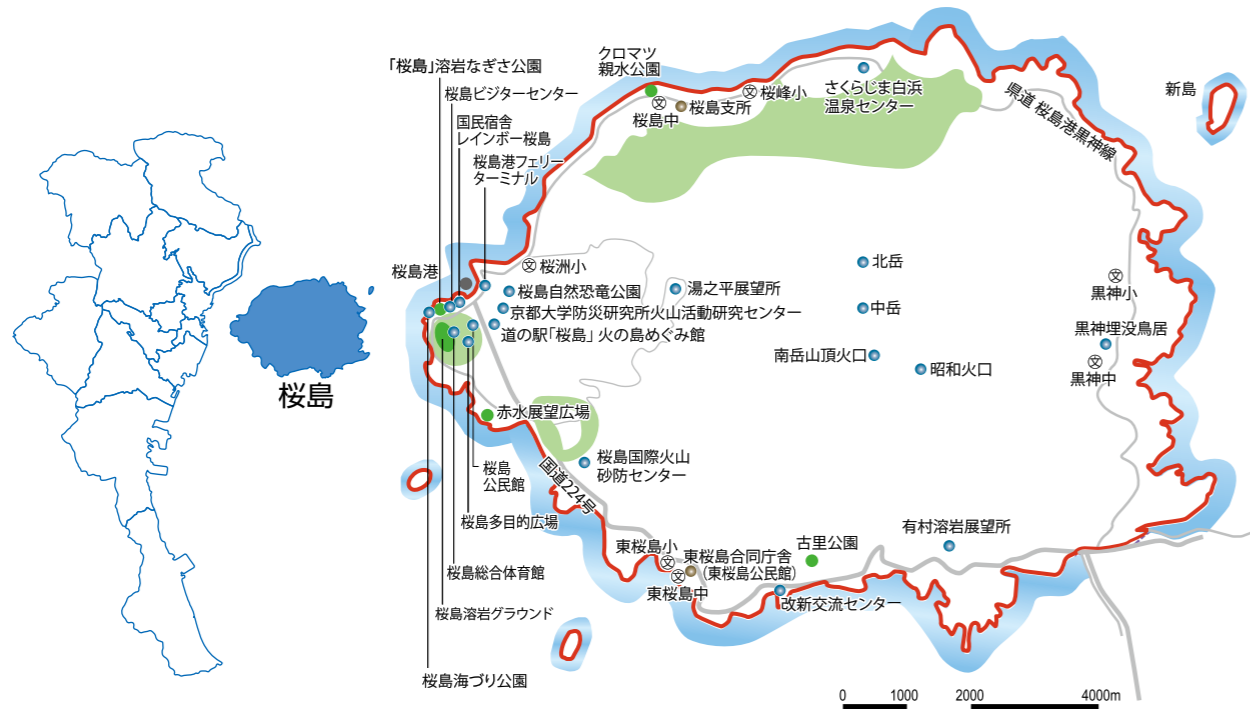 「桜島」溶岩なぎさ公園
桜島ビジターセンター
国民宿舎
レインボー桜島
桜島港フェリー
ターミナル
クロマツ
親水公園
桜島中
桜島支所
桜峰小
さくらじま白浜
温泉センター
県道 桜島港黒神線
新島
桜島
桜島港
桜洲小
桜島自然恐竜公園
京都大学防災研究所火山活動研究センター
道の駅「桜島」火の島めぐみ館
湯之平展望所
北岳
中岳
南岳山頂火口
昭和火口
黒神小
黒神埋没鳥居
黒神中
赤水展望広場
桜島国際火山
砂防センター
国道224号
桜島
公民館
桜島多目的広場
桜島総合体育館
桜島溶岩グラウンド
桜島海づり公園
東桜島小
東桜島中
東桜島合同庁舎
（東桜島公民館）
古里公園
有村溶岩展望所
改新交流センター
0 1000 2000 4000m